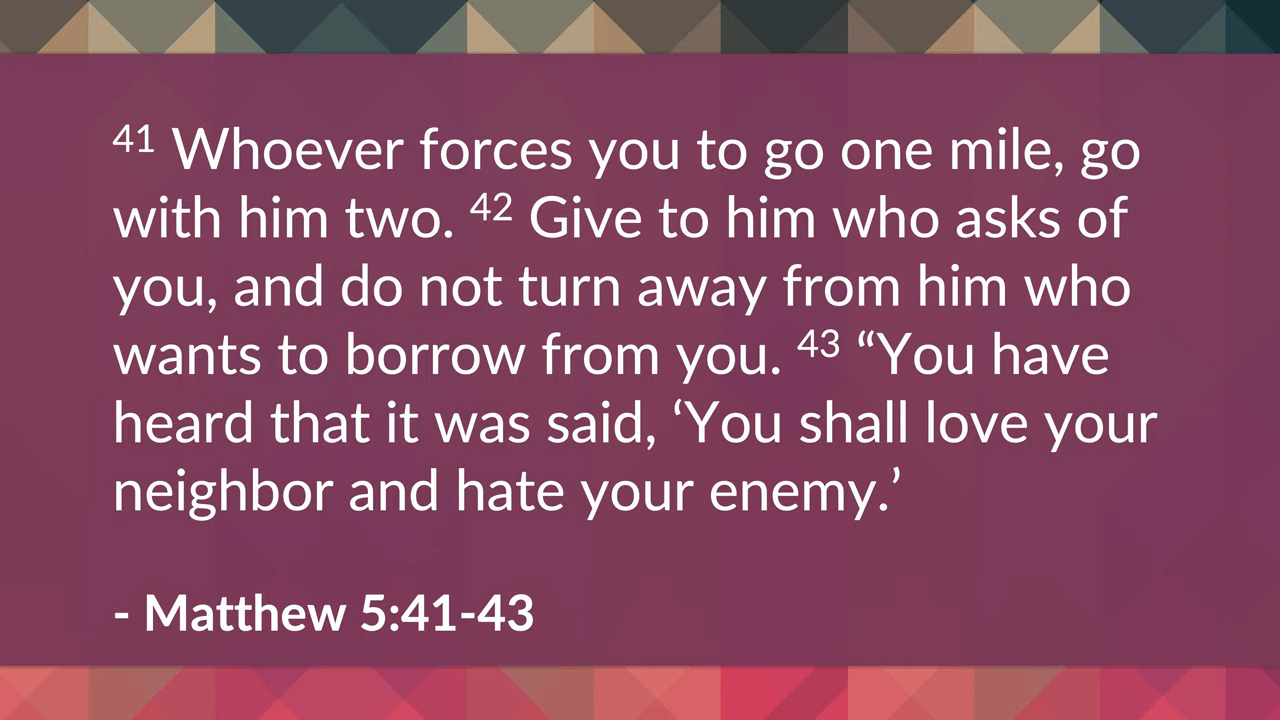 41 Whoever forces you to go one mile, go
with him two. 42 Give to him who asks of
you, and do not turn away from him who
wants to borrow from you. 43 “You have
heard that it was said, ‘You shall love your
neighbor and hate your enemy.’
- Matthew 5:41-43